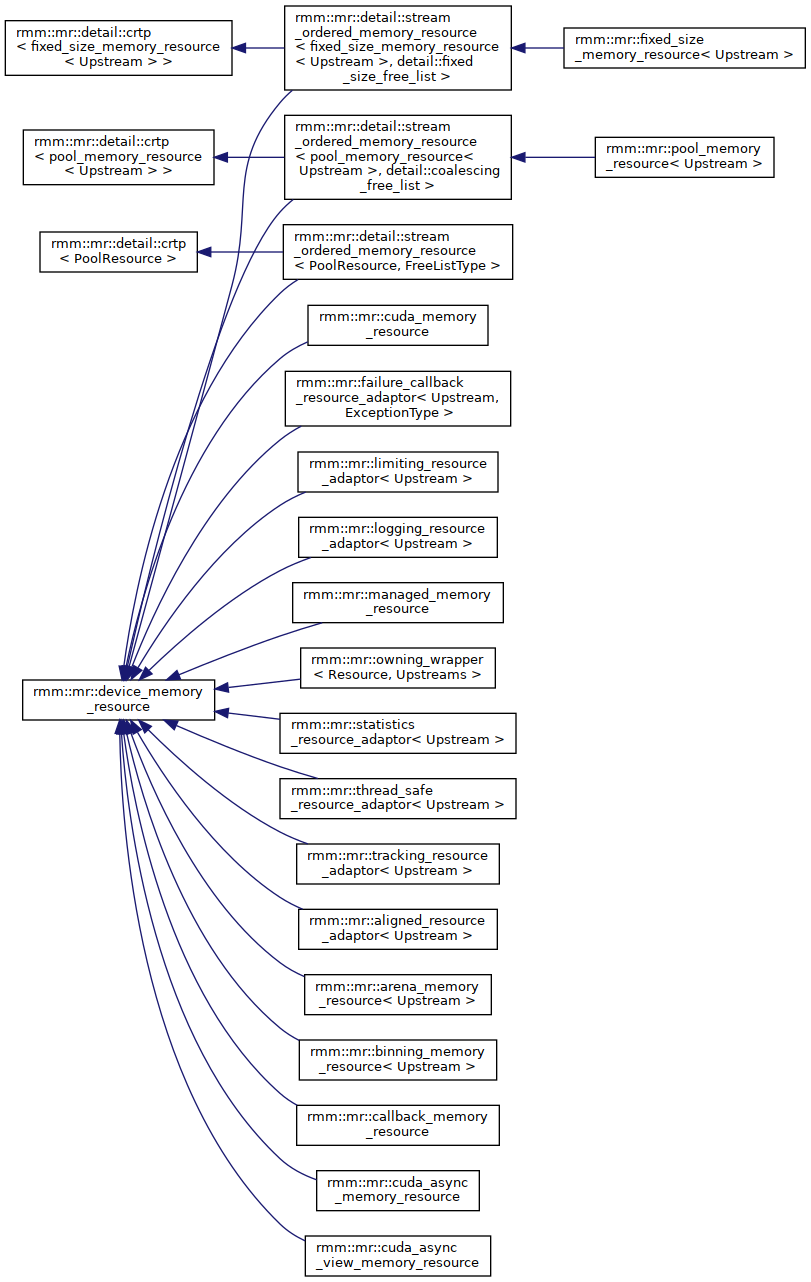 rmm::mr::detail::crtp
< fixed_size_memory_resource
< Upstream > >
rmm::mr::detail::stream
_ordered_memory_resource
< fixed_size_memory_resource
< Upstream >, detail::fixed
_size_free_list >
rmm::mr::fixed_size
_memory_resource< Upstream >
rmm::mr::detail::crtp
< pool_memory_resource
< Upstream > >
rmm::mr::detail::stream
_ordered_memory_resource
< pool_memory_resource<
Upstream >, detail::coalescing
_free_list >
rmm::mr::pool_memory
_resource< Upstream >
rmm::mr::detail::crtp
< PoolResource >
rmm::mr::detail::stream
_ordered_memory_resource
< PoolResource, FreeListType >
rmm::mr::cuda_memory
_resource
rmm::mr::failure_callback
_resource_adaptor< Upstream,
ExceptionType >
rmm::mr::limiting_resource
_adaptor< Upstream >
rmm::mr::logging_resource
_adaptor< Upstream >
rmm::mr::managed_memory
_resource
rmm::mr::owning_wrapper
< Resource, Upstreams >
rmm::mr::device_memory
_resource
rmm::mr::statistics
_resource_adaptor< Upstream >
rmm::mr::thread_safe
_resource_adaptor< Upstream >
rmm::mr::tracking_resource
_adaptor< Upstream >
rmm::mr::aligned_resource
_adaptor< Upstream >
rmm::mr::arena_memory
_resource< Upstream >
rmm::mr::binning_memory
_resource< Upstream >
rmm::mr::callback_memory
_resource
rmm::mr::cuda_async
_memory_resource
rmm::mr::cuda_async
_view_memory_resource